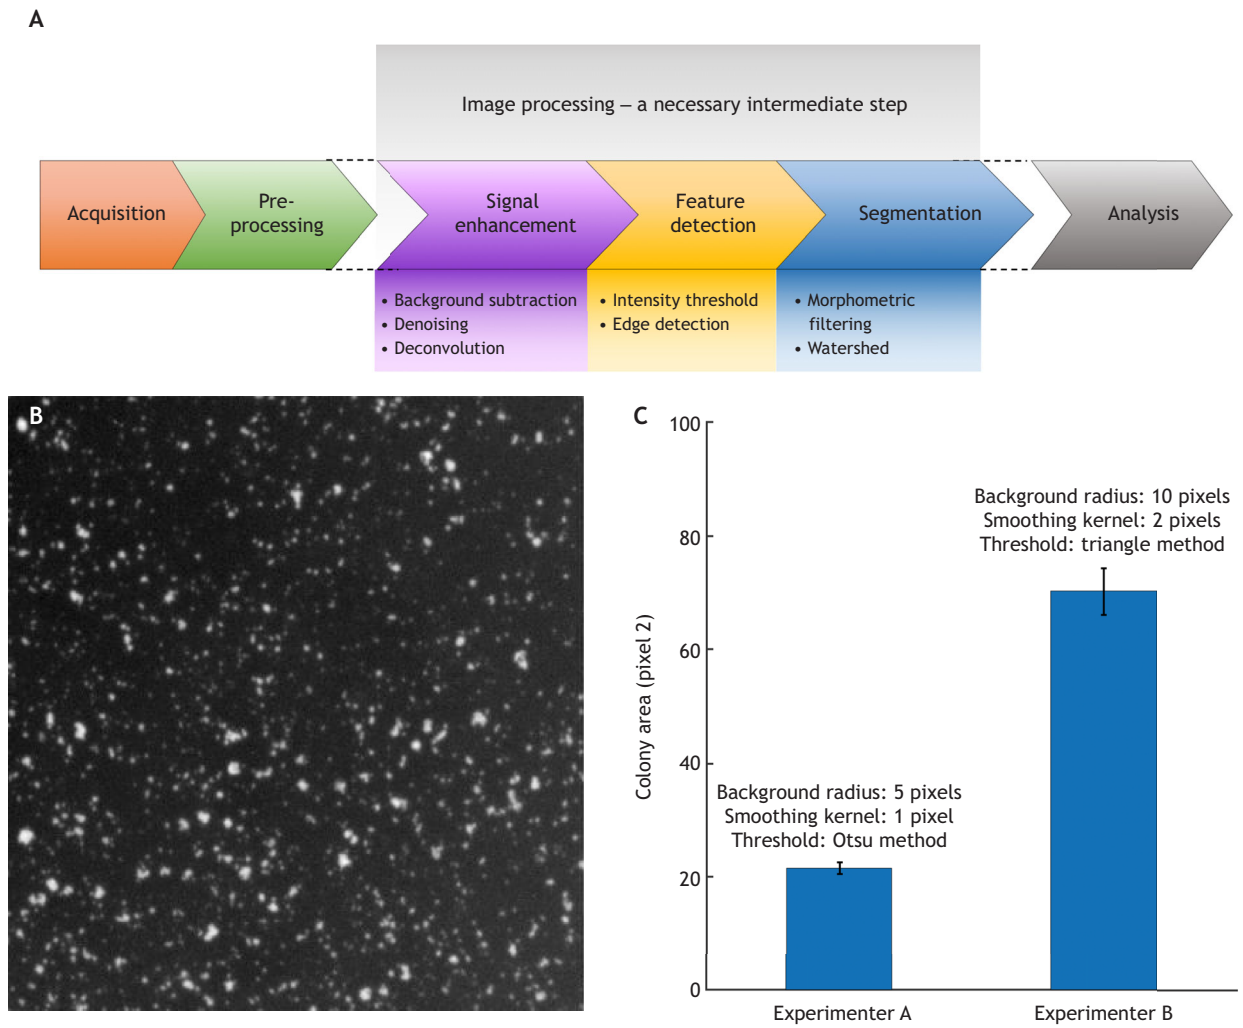 A
Image processing – a necessary intermediate step
Acquisition
Pre-
processing
Signal
enhancement
Feature
detection
Segmentation
Analysis
• Background subtraction
• Denoising
• Deconvolution
• Intensity threshold
• Edge detection
• Morphometric
filtering
• Watershed
B
C
Colony area (pixel 2)
100
80
60
40
20
0
Background radius: 5 pixels
Smoothing kernel: 1 pixel
Threshold: Otsu method
Background radius: 10 pixels
Smoothing kernel: 2 pixels
Threshold: triangle method
Experimenter A
Experimenter B